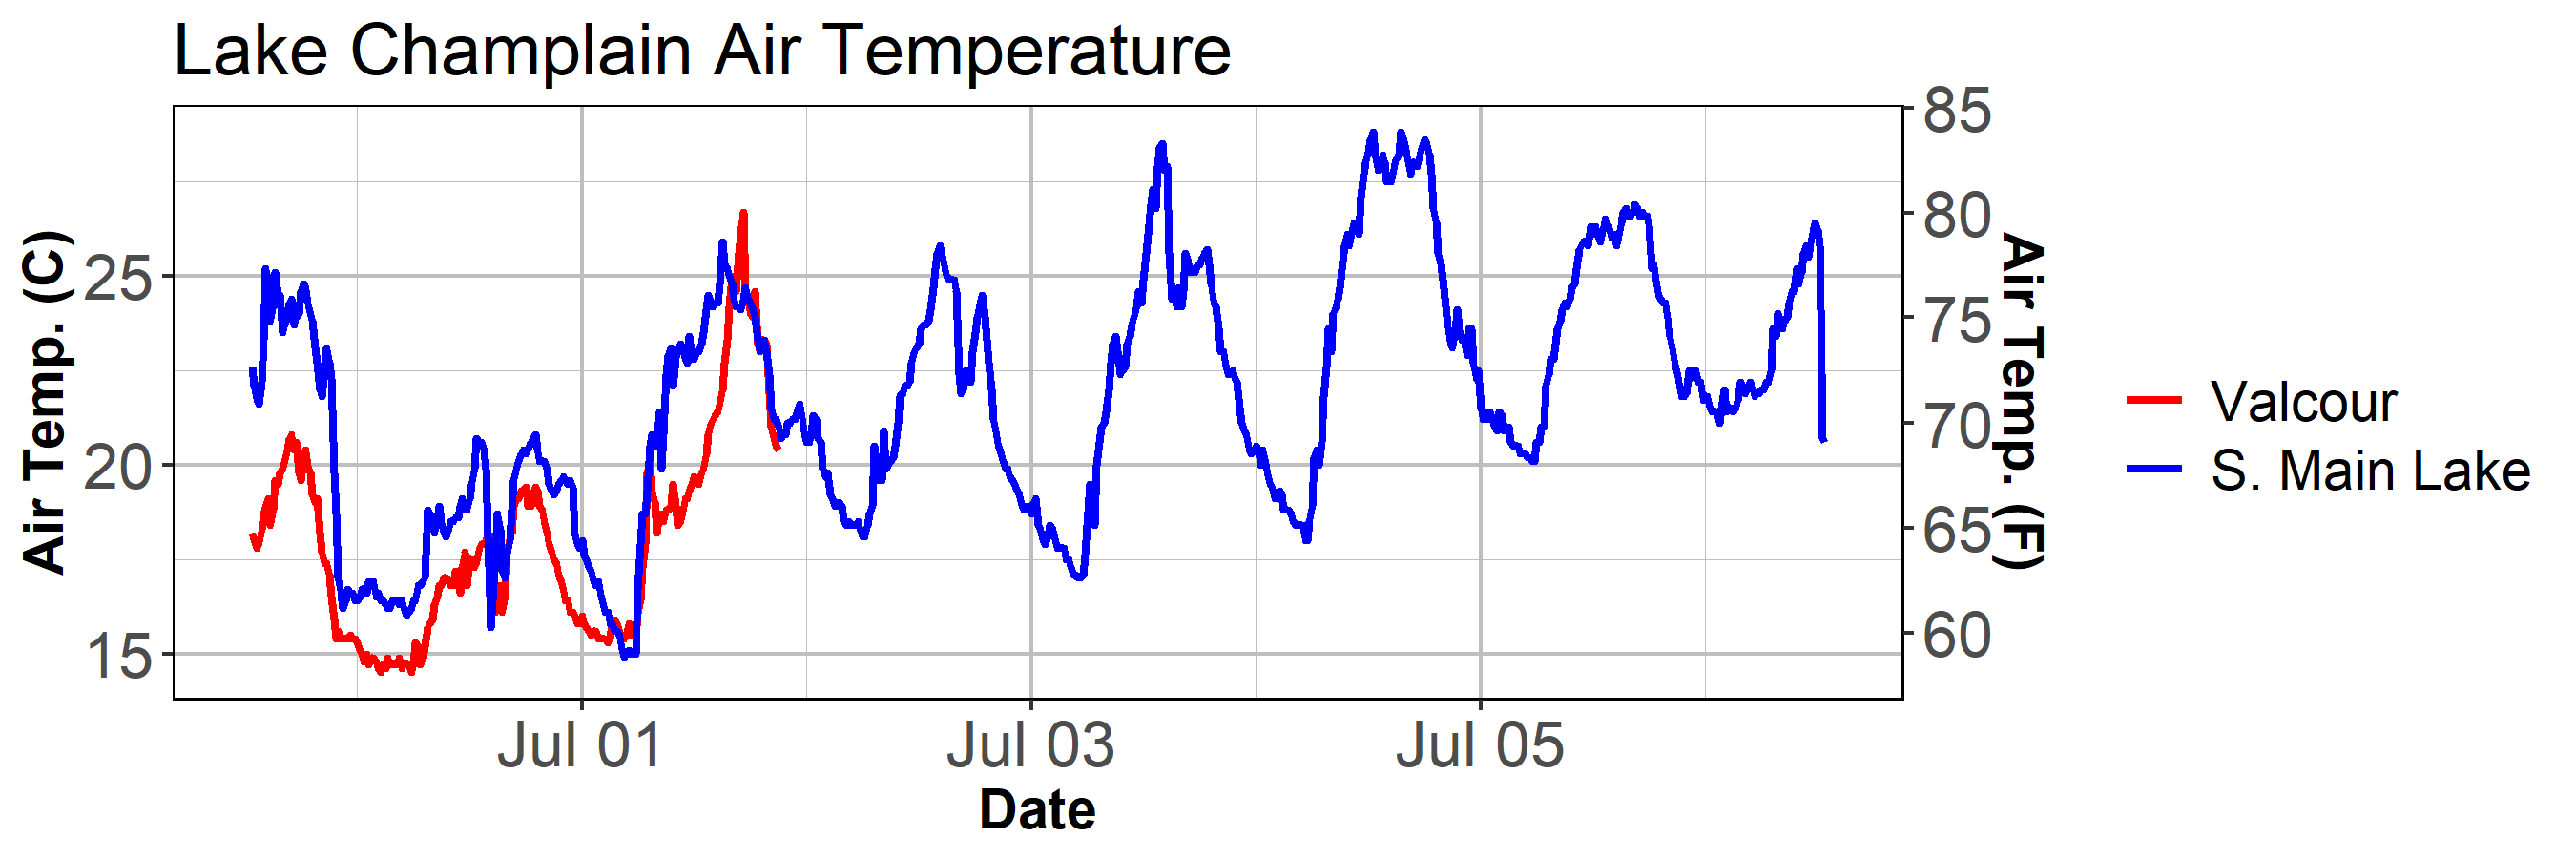 Lake Champlain Air Temperature
Air Temp. (C)
25
20
15
85
80
75
70
65
60
Air Temp. (F)
Jul 01
Jul 03
Jul 05
Date
Valcour
S. Main Lake